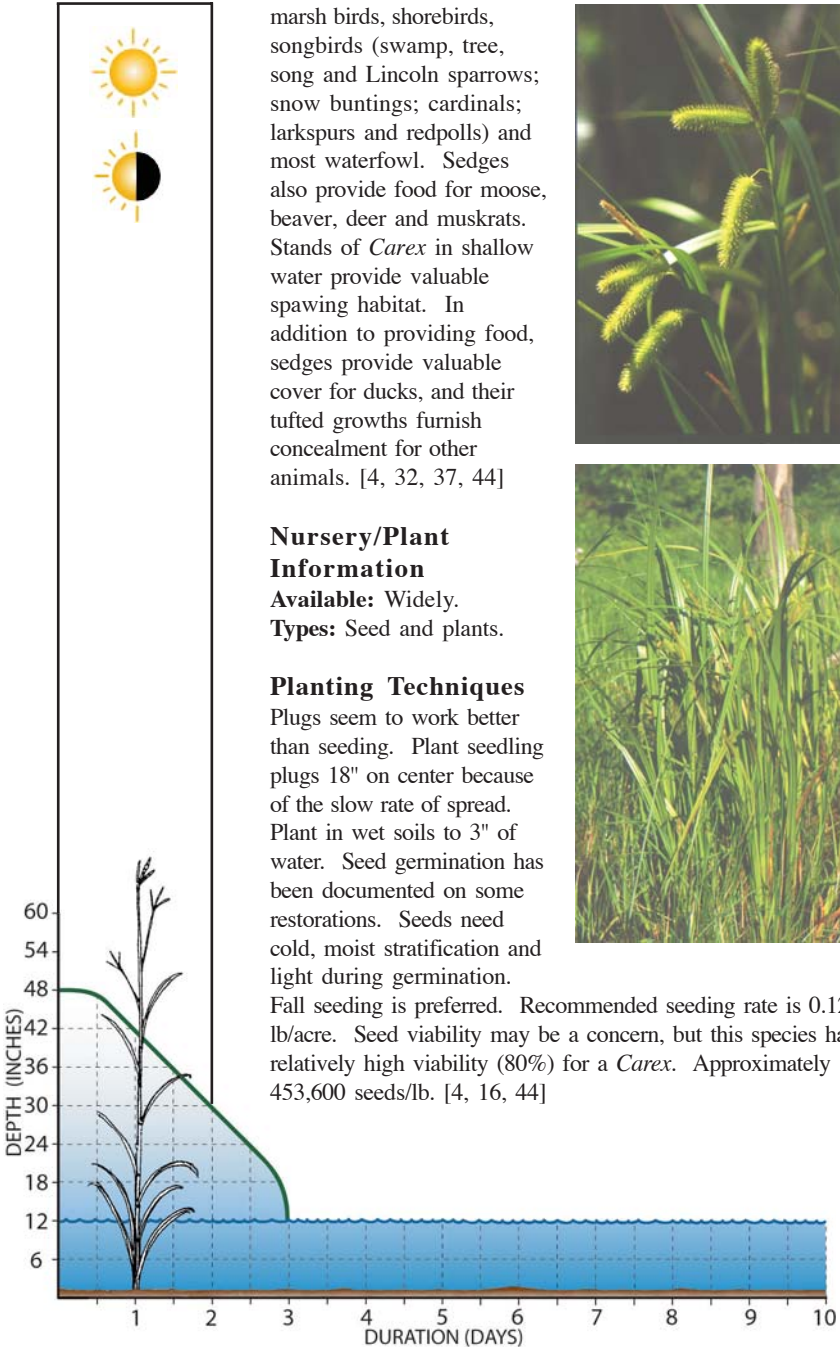 marsh birds, shorebirds,
songbirds (swamp, tree,
song and Lincoln sparrows;
snow buntings; cardinals;
larkspurs and redpolls) and
most waterfowl. Sedges
also provide food for moose,
beaver, deer and muskrats.
Stands of Carex in shallow
water provide valuable
spawing habitat. In
addition to providing food,
sedges provide valuable
cover for ducks, and their
tufted growths furnish
concealment for other
animals. [4, 32, 37, 44]
Nursery/Plant
Information
Available: Widely.
Types: Seed and plants.
Planting Techniques
Plugs seem to work better
than seeding. Plant seedling
plugs 18" on center because
of the slow rate of spread.
Plant in wet soils to 3" of
water. Seed germination has
been documented on some
restorations. Seeds need
cold, moist stratification and
light during germination.
Fall seeding is preferred. Recommended seeding rate is
lb/acre. Seed viability may be a concern, but this species
relatively high viability (80%) for a Carex. Approximately
453,600 seeds/lb. [4, 16, 44]
DEPTH (INCHES)
60
54
48
42
36
30
24
18
12
6
1 2 3 4 5 6 7 8 9 10
DURATION (DAYS)